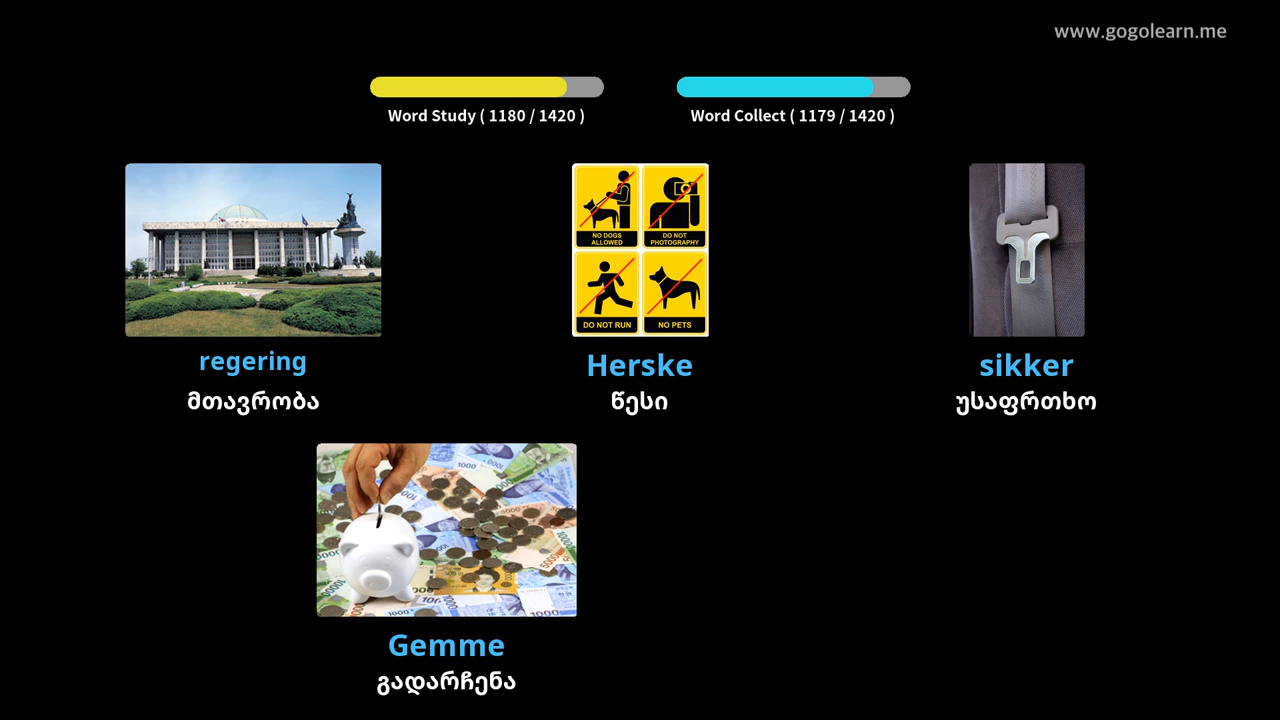 www.gogolearn.me
Word Study ( 1180 / 1420 )
Word Collect ( 1179 / 1420 )
NO DOGS
ALLOWED
DO NOT
PHOTOGRAPHY
DO NOT RUN
NO PETS
regering
მთავრობა
Herske
წესი
sikker
უსაფრთხო
Gemme
გადარჩენა